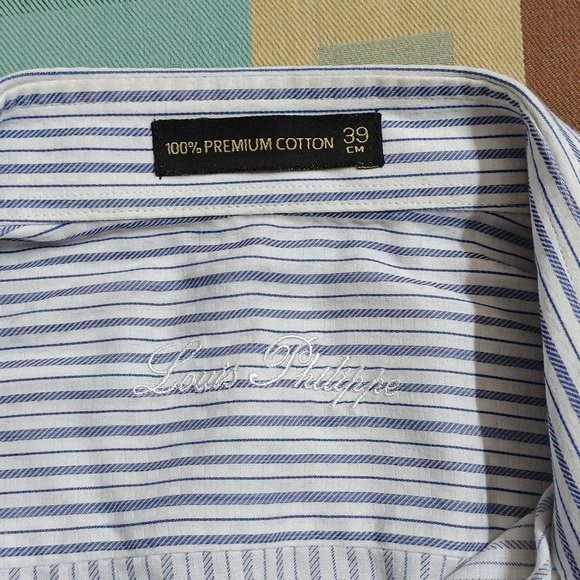 100% PREMIUM COTTON 39
CM
Louis Philippe